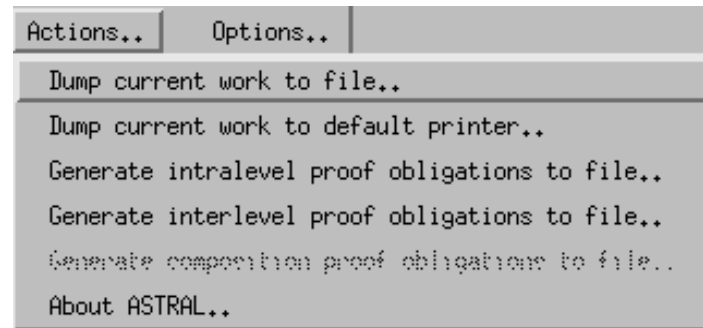 Actions.. Options..
Dump current work to file..
Dump current work to default printer..
Generate intralevel proof obligations to file..
Generate interlevel proof obligations to file..
Generate composition proof obligations to file..
About ASTRAL..